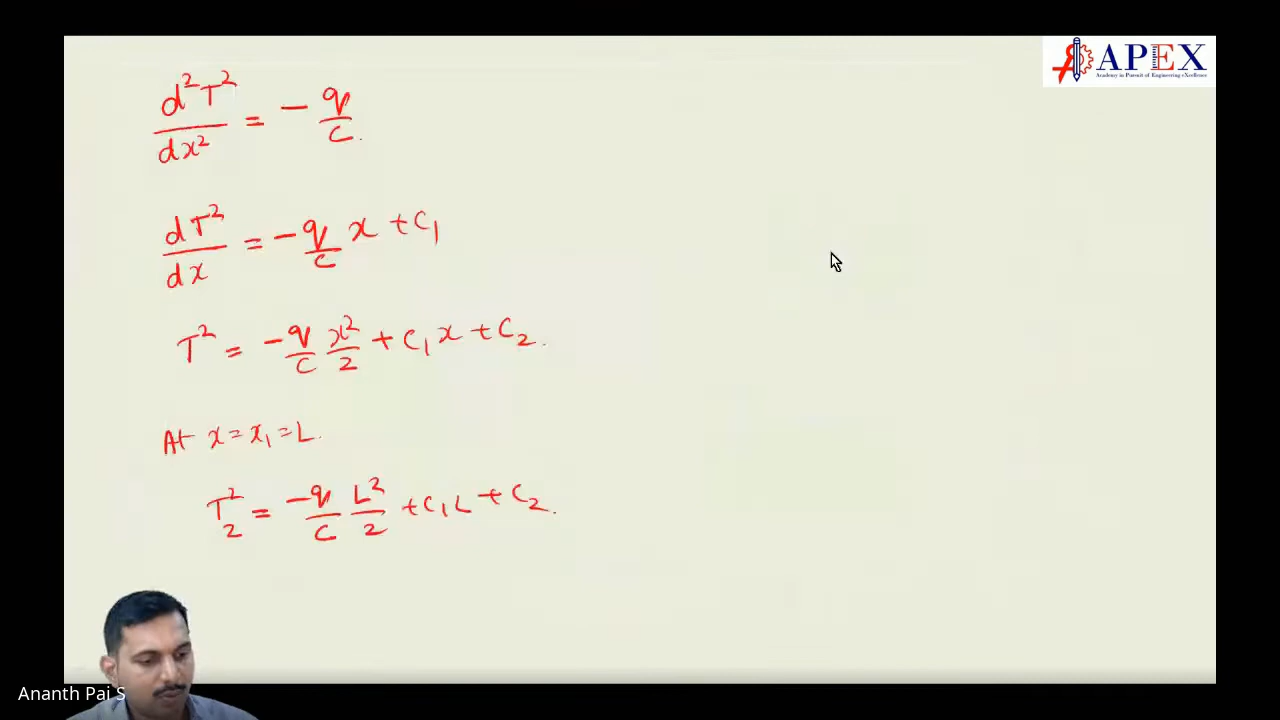 APEX
Academy in Pursuit of Engineering eXcellence
d²T²/dx² = - q/C.
dT²/dx = - q/C x + C₁
T² = - q/C x²/2 + C₁x + C₂.
At x = x₁ = L.
T₂² = - q/C L²/2 + C₁L + C₂.
Ananth Pai S